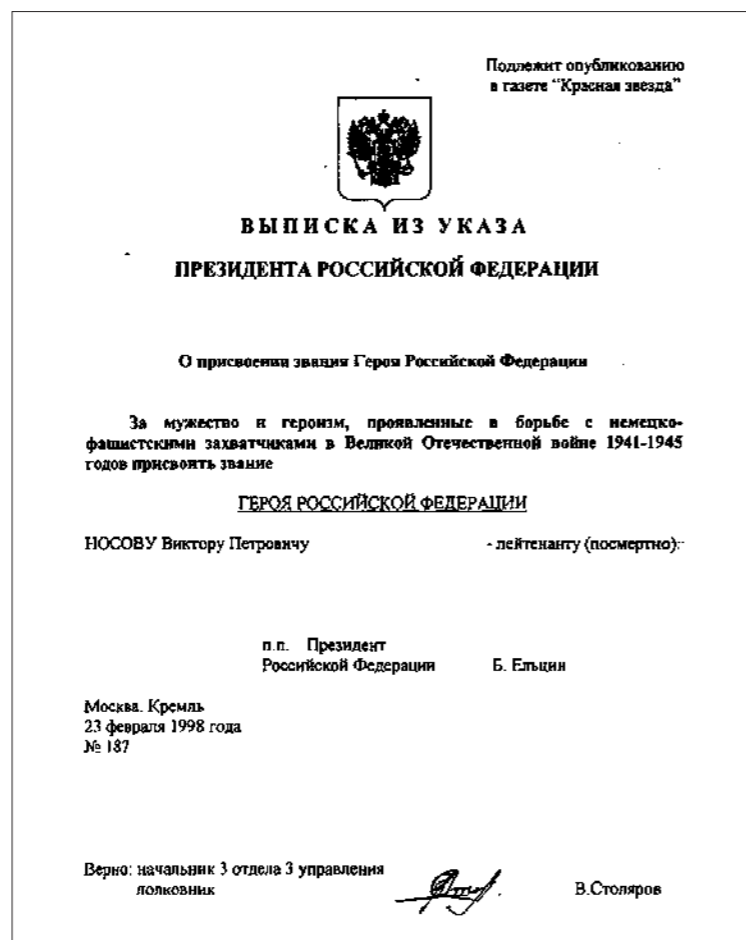 Подлежит опубликованию
в газете “Красная звезда”
ВЫПИСКА ИЗ УКАЗА
ПРЕЗИДЕНТА РОССИЙСКОЙ ФЕДЕРАЦИИ
О присвоении звания Героя Российской Федерации
За мужество и героизм, проявленные в борьбе с немецко-
фашистскими захватчиками в Великой Отечественной войне 1941-1945
годов присвоить звание
ГЕРОЯ РОССИЙСКОЙ ФЕДЕРАЦИИ
НОСОВУ Виктору Петровичу - лейтенанту (посмертно).
п.п. Президент
Российской Федерации Б. Ельцин
Москва. Кремль
23 февраля 1998 года
№ 187
Верно: начальник 3 отдела 3 управления
полковник В.Столяров